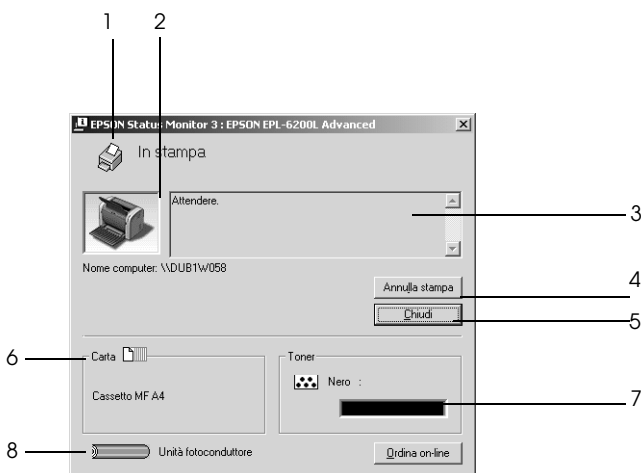 1 2
EPSON Status Monitor 3 : EPSON EPL-6200L Advanced
In stampa
Attendere.
3
Nome computer: \\DUB1W058
Annulla stampa
4
Chiudi
5
6
Carta
Toner
Nero :
Cassetto MF A4
7
8
Unità fotoconduttore
Ordina on-line